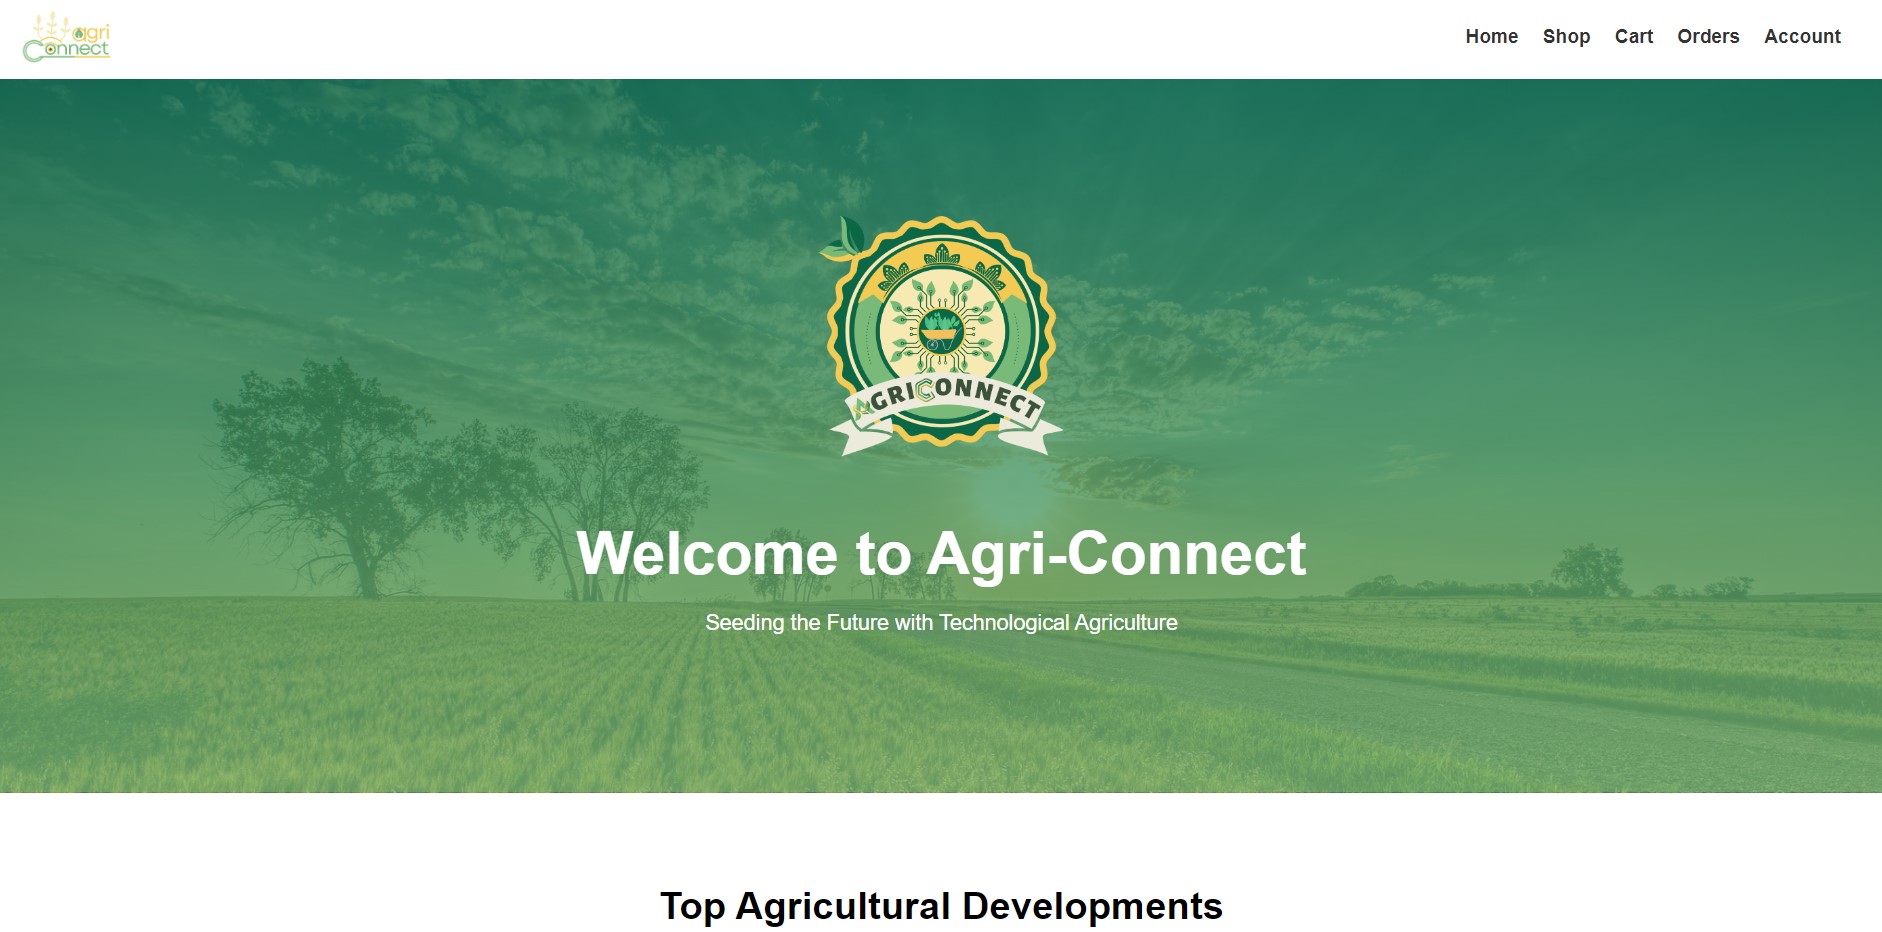 agri
Connect
Home Shop Cart Orders Account
AGRICONNECT
Welcome to Agri-Connect
Seeding the Future with Technological Agriculture
Top Agricultural Developments